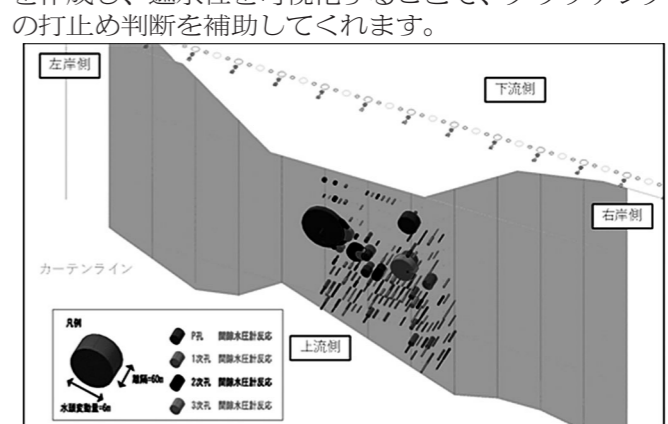 の打止め判断を補助してくれます。
左岸側
下流側
右岸側
カーテンライン
上流側
凡例
離隔=60m
水頭変動量=6m
P孔 間隙水圧計反応
1次孔 間隙水圧計反応
2次孔 間隙水圧計反応
3次孔 間隙水圧計反応